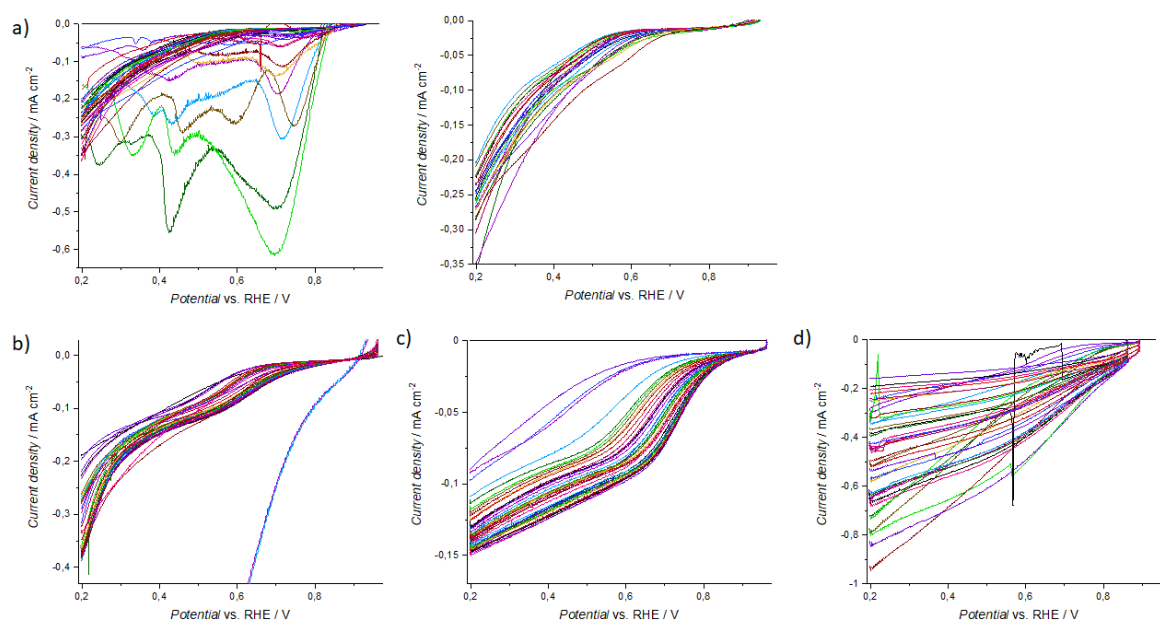 a)
0,0
-0,1
-0,2
-0,3
-0,4
-0,5
-0,6
Current density / mA cm⁻²
0,2 0,4 0,6 0,8
Potential vs. RHE / V
0,00
-0,05
-0,10
-0,15
-0,20
-0,25
-0,30
-0,35
Current density / mA cm⁻²
0,2 0,4 0,6 0,8
Potential vs. RHE / V
b)
0,0
-0,1
-0,2
-0,3
-0,4
Current density / mA cm⁻²
0,2 0,4 0,6 0,8
Potential vs. RHE / V
c)
0
-0,05
-0,1
-0,15
Current density / mA cm⁻²
0,2 0,4 0,6 0,8
Potential vs. RHE / V
d)
0
-0,2
-0,4
-0,6
-0,8
-1
Current density / mA cm⁻²
0,2 0,4 0,6 0,8
Potential vs. RHE / V